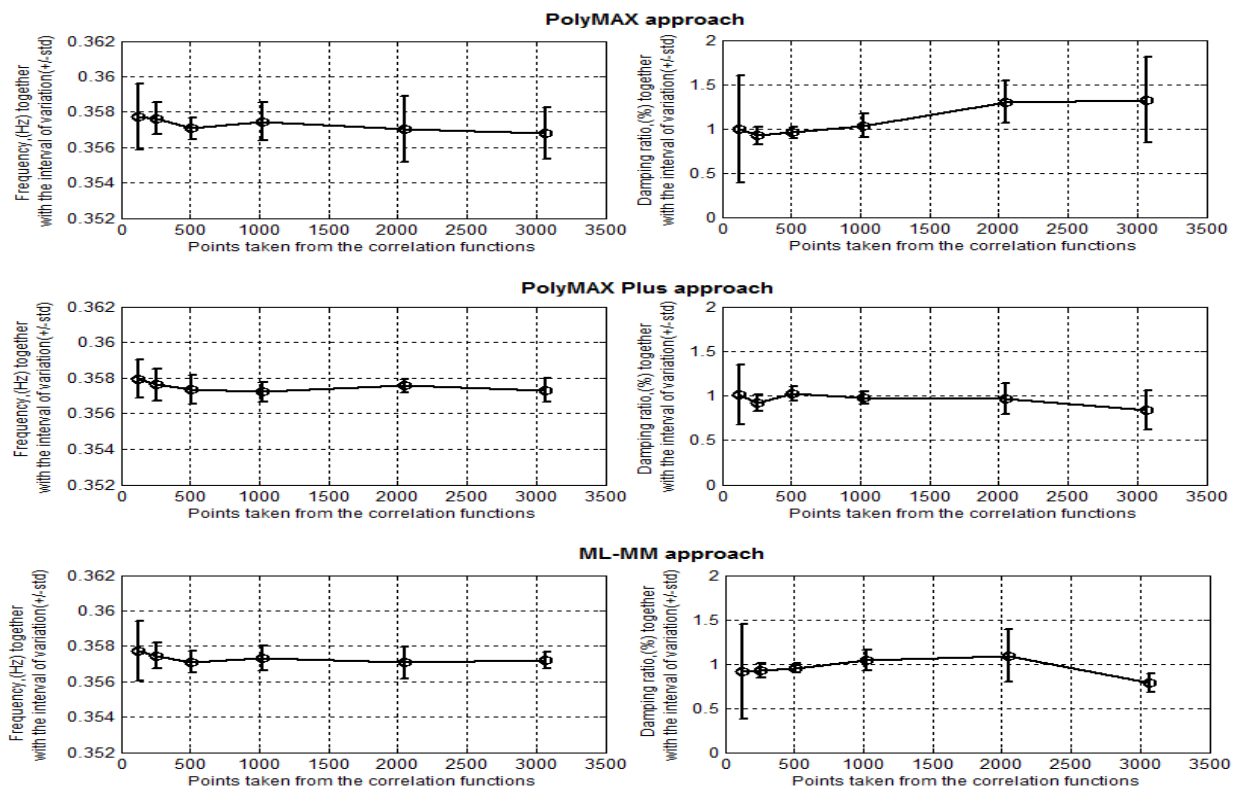 PolyMAX approach
Frequency,(Hz) together
with the interval of variation(+/-std)
0.362
0.36
0.358
0.356
0.354
0.352
0 500 1000 1500 2000 2500 3000 3500
Points taken from the correlation functions
Damping ratio,(%) together
with the interval of variation(+/-std)
2
1.5
1
0.5
0
0 500 1000 1500 2000 2500 3000 3500
Points taken from the correlation functions
PolyMAX Plus approach
Frequency,(Hz) together
with the interval of variation(+/-std)
0.362
0.36
0.358
0.356
0.354
0.352
0 500 1000 1500 2000 2500 3000 3500
Points taken from the correlation functions
Damping ratio,(%) together
with the interval of variation(+/-std)
2
1.5
1
0.5
0
0 500 1000 1500 2000 2500 3000 3500
Points taken from the correlation functions
ML-MM approach
Frequency,(Hz) together
with the interval of variation(+/-std)
0.362
0.36
0.358
0.356
0.354
0.352
0 500 1000 1500 2000 2500 3000 3500
Points taken from the correlation functions
Damping ratio,(%) together
with the interval of variation(+/-std)
2
1.5
1
0.5
0
0 500 1000 1500 2000 2500 3000 3500
Points taken from the correlation functions